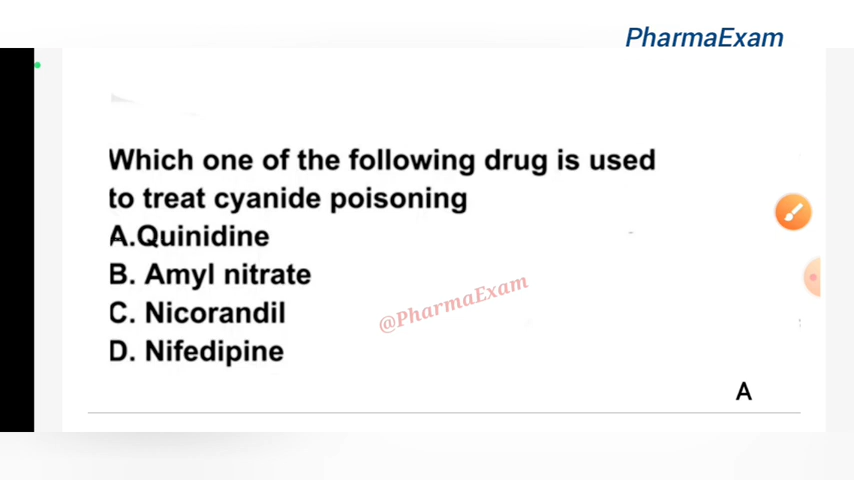 PharmaExam
Which one of the following drug is used
to treat cyanide poisoning
A.Quinidine
B. Amyl nitrate
C. Nicorandil
@PharmaExam
D. Nifedipine
A